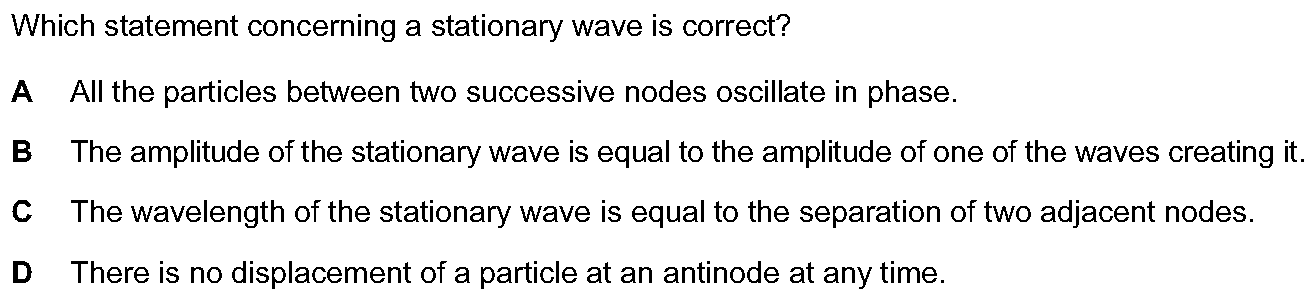 Which statement concerning a stationary wave is correct?
A All the particles between two successive nodes oscillate in phase.
B The amplitude of the stationary wave is equal to the amplitude of one of the waves creating it.
C The wavelength of the stationary wave is equal to the separation of two adjacent nodes.
D There is no displacement of a particle at an antinode at any time.